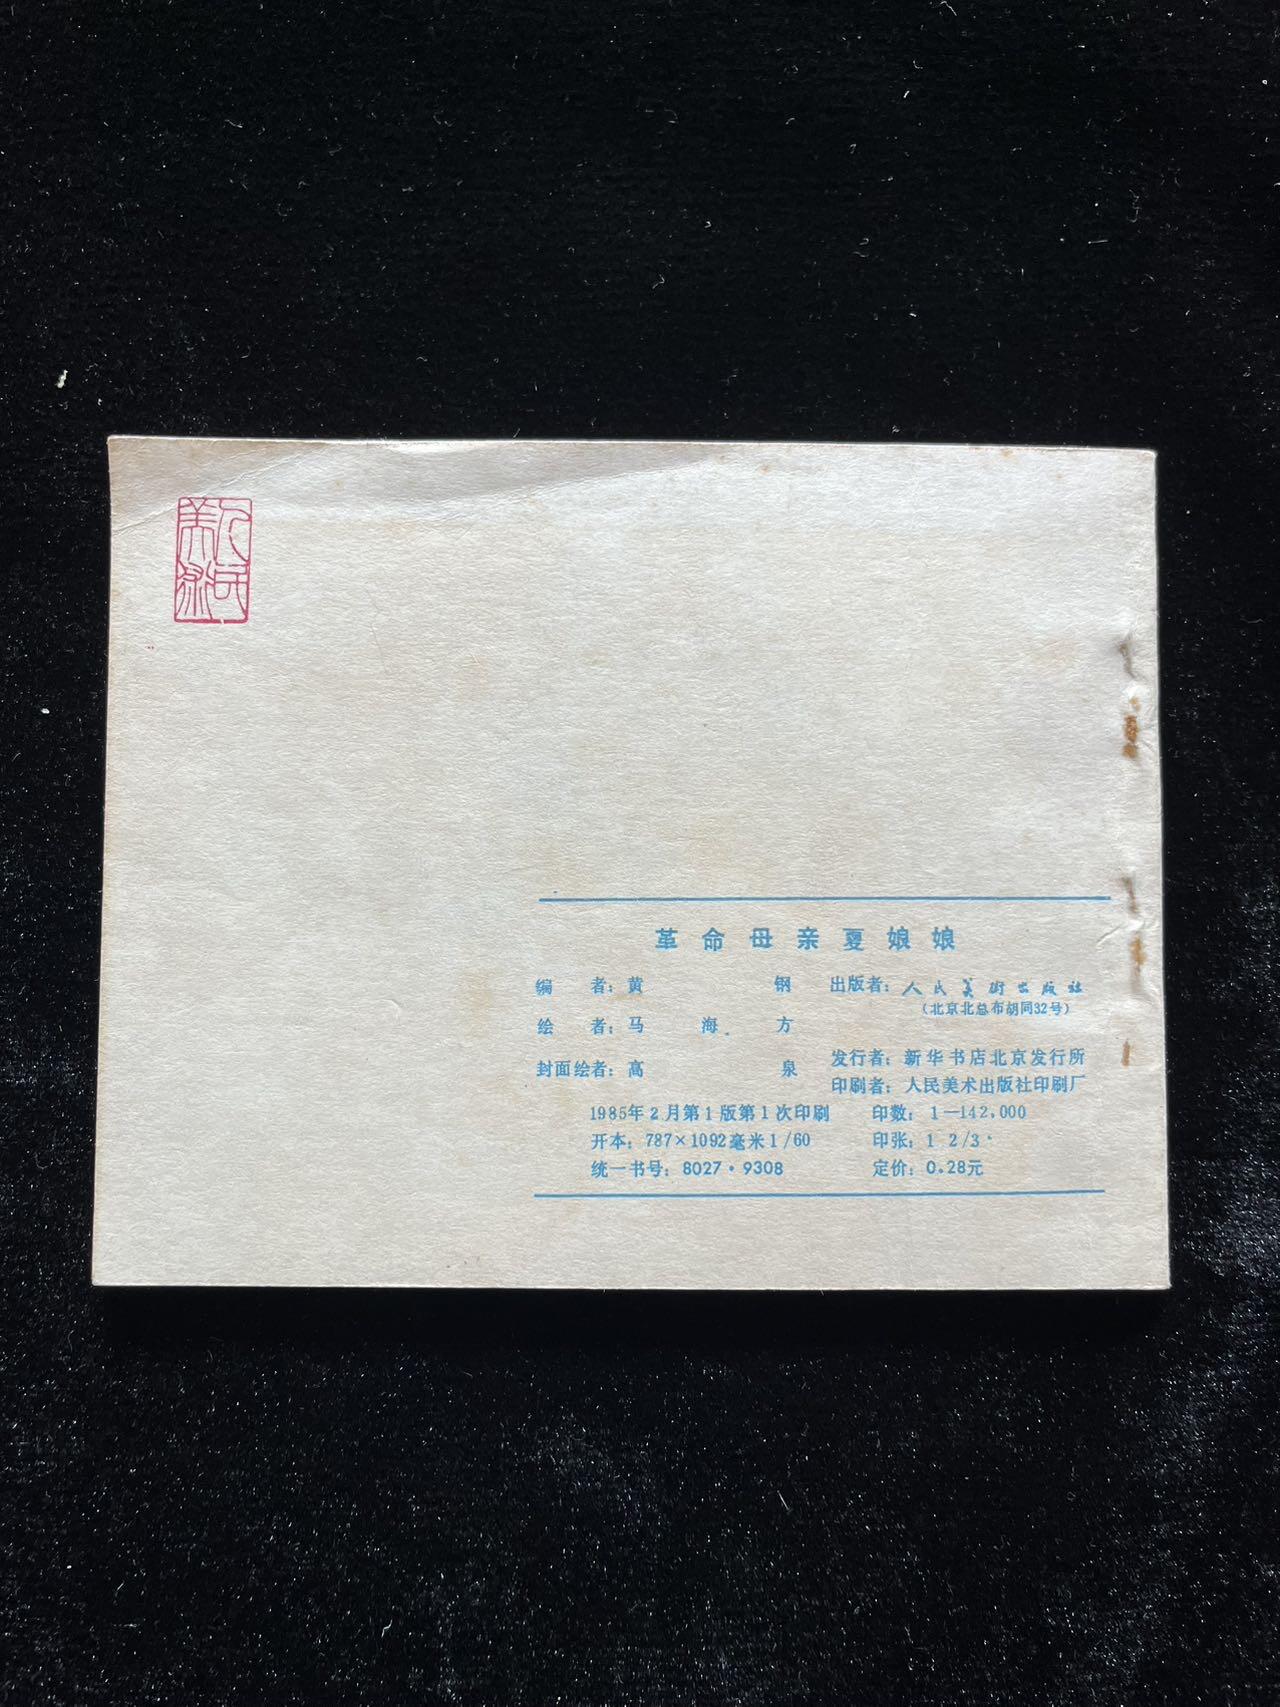 人民美术
革命母亲夏娘娘
编者：黄钢
绘者：马海方
封面绘者：高泉
出版者：人民美術出版社
（北京北总布胡同32号）
发行者：新华书店北京发行所
印刷者：人民美术出版社印刷厂
1985年2月第1版第1次印刷 印数：1—142,000
开本：787×1092毫米1/60 印张：1 2/3
统一书号：8027·9308 定价：0.28元